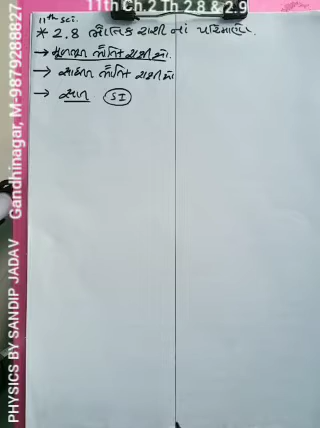 11th Ch.2 Th 2.8 & 2.9
11th sci.
* 2.8 ભૌતિક રાશી નાં પરિમાણ
→ મૂળભૂત ભૌતિક રાશીઓ.
→ સાધિત ભૌતિક રાશીઓ
→ સાત SI
PHYSICS BY SANDIP JADAV Gandhinagar, M-9879288827